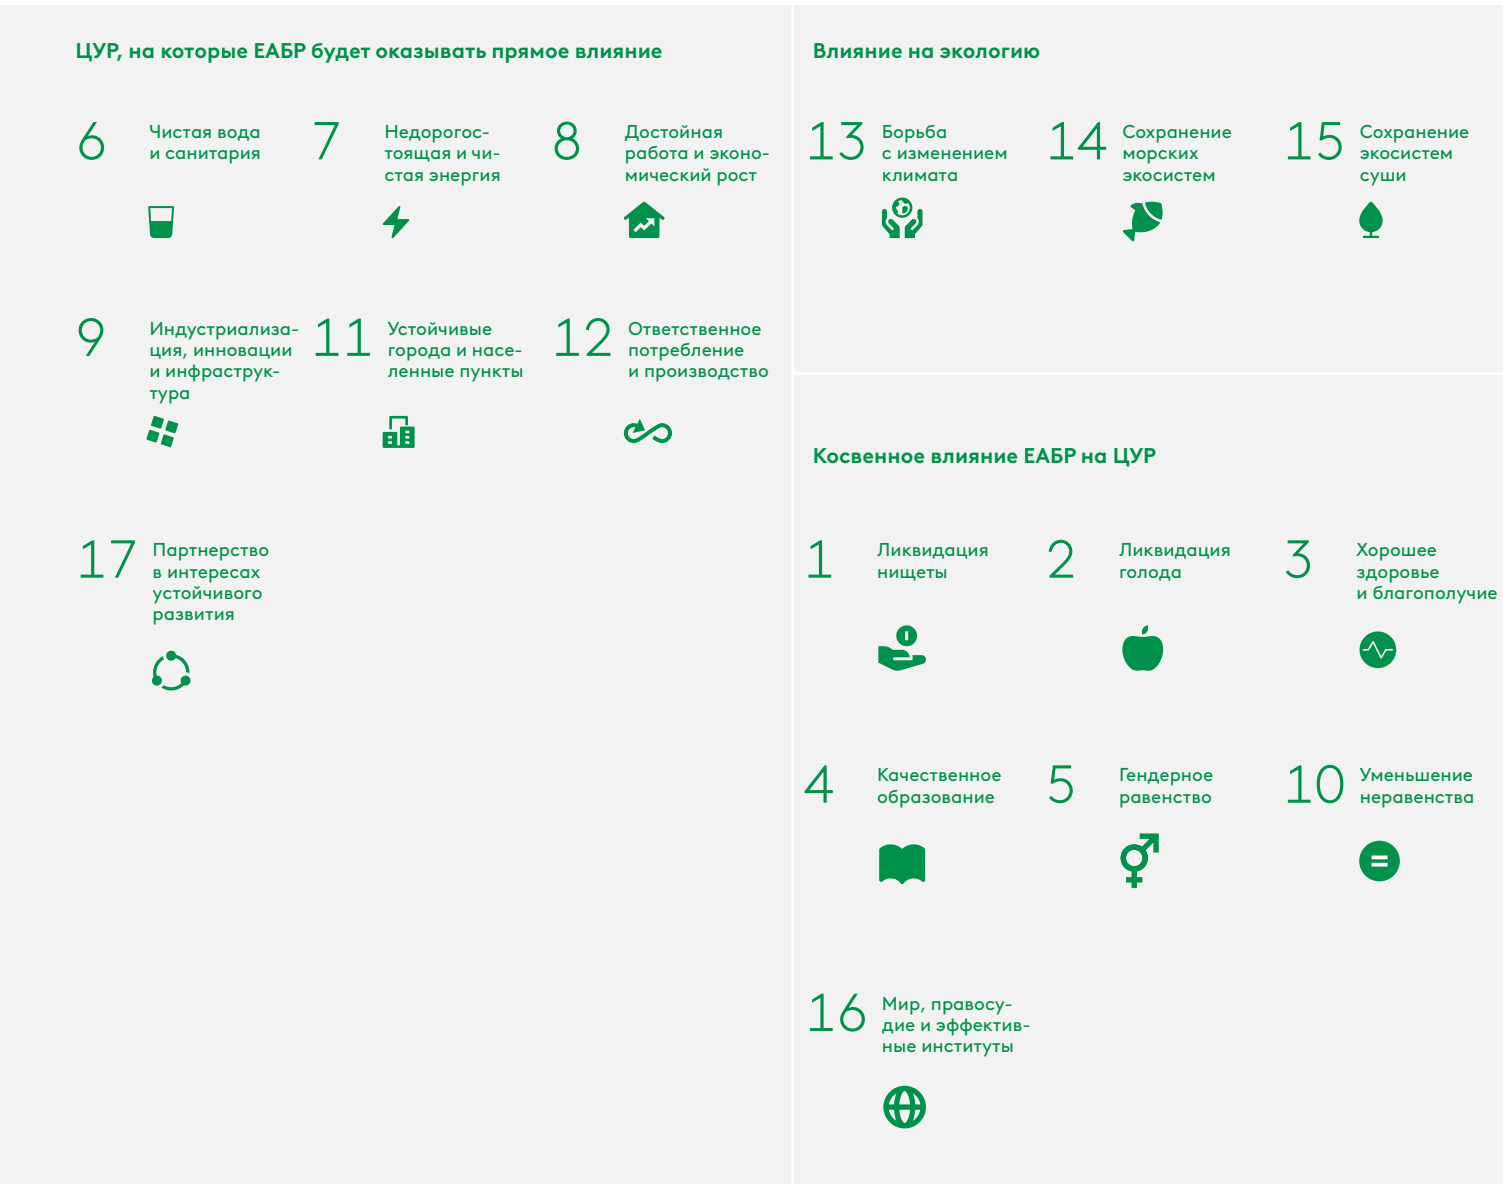 ЦУР, на которые ЕАБР будет оказывать прямое влияние
6
Чистая вода
и санитария
7
Недорогос-
тоящая и чи-
стая энергия
8
Достойная
работа и эконо-
мический рост
9
Индустриализа-
ция, инновации
и инфраструк-
тура
11
Устойчивые
города и насе-
ленные пункты
12
Ответственное
потребление
и производство
17
Партнерство
в интересах
устойчивого
развития
Влияние на экологию
13
Борьба
с изменением
климата
14
Сохранение
морских
экосистем
15
Сохранение
экосистем
суши
Косвенное влияние ЕАБР на ЦУР
1
Ликвидация
нищеты
2
Ликвидация
голода
3
Хорошее
здоровье
и благополучие
4
Качественное
образование
5
Гендерное
равенство
10
Уменьшение
неравенства
16
Мир, правосу-
дие и эффектив-
ные институты